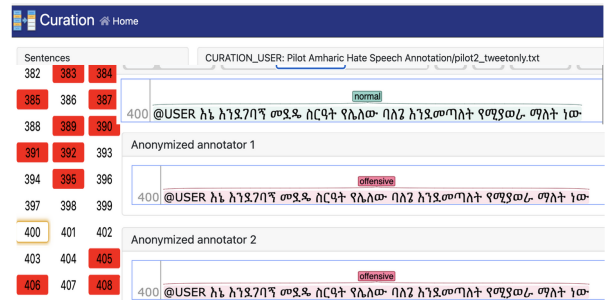 Curation Home
Sentences
CURATION_USER: Pilot Amharic Hate Speech Annotation/pilot2_tweetonly.txt
382 383 384
385 386 387
388 389 390
391 392 393
394 395 396
397 398 399
400 401 402
403 404 405
406 407 408
normal
400 @USER እኔ እንደገባኝ መደዴ ስርዓት የሌለው ባለጌ እንደመጣለት የሚያወራ ማለት ነው
Anonymized annotator 1
offensive
400 @USER እኔ እንደገባኝ መደዴ ስርዓት የሌለው ባለጌ እንደመጣለት የሚያወራ ማለት ነው
Anonymized annotator 2
offensive
400 @USER እኔ እንደገባኝ መደዴ ስርዓት የሌለው ባለጌ እንደመጣለት የሚያወራ ማለት ነው